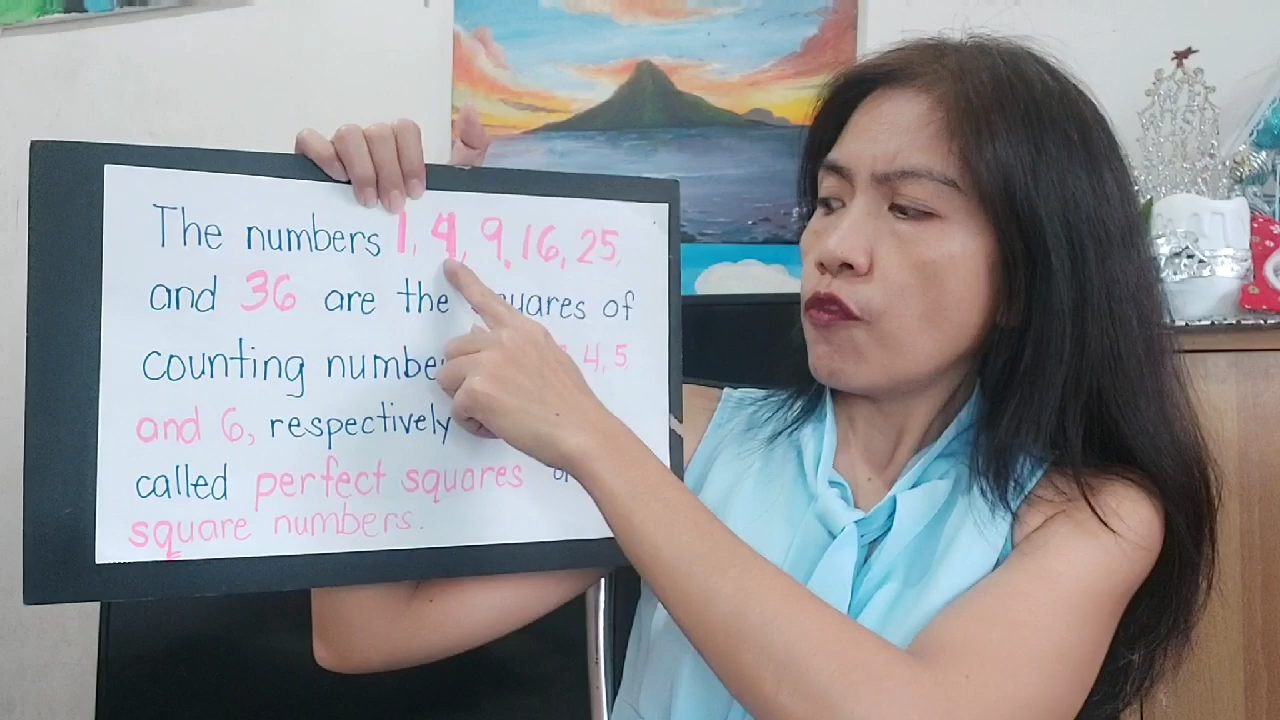 The numbers 1, 4, 9, 16, 25,
and 36 are the squares of
counting 4, 5,
and 6, respectively
called perfect squares
square numbers.